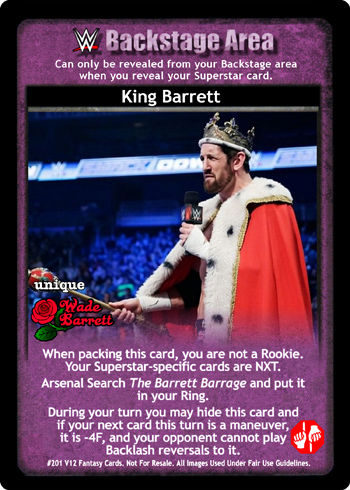 W Backstage Area
Can only be revealed from your Backstage area
when you reveal your Superstar card.
King Barrett
unique
Wade
Barrett
When packing this card, you are not a Rookie.
Your Superstar-specific cards are NXT.
Arsenal Search The Barrett Barrage and put it
in your Ring.
During your turn you may hide this card and
if your next card this turn is a maneuver,
it is -4F, and your opponent cannot play
Backlash reversals to it.
#201 V12 Fantasy Cards. Not For Resale. All Images Used Under Fair Use Guidelines.